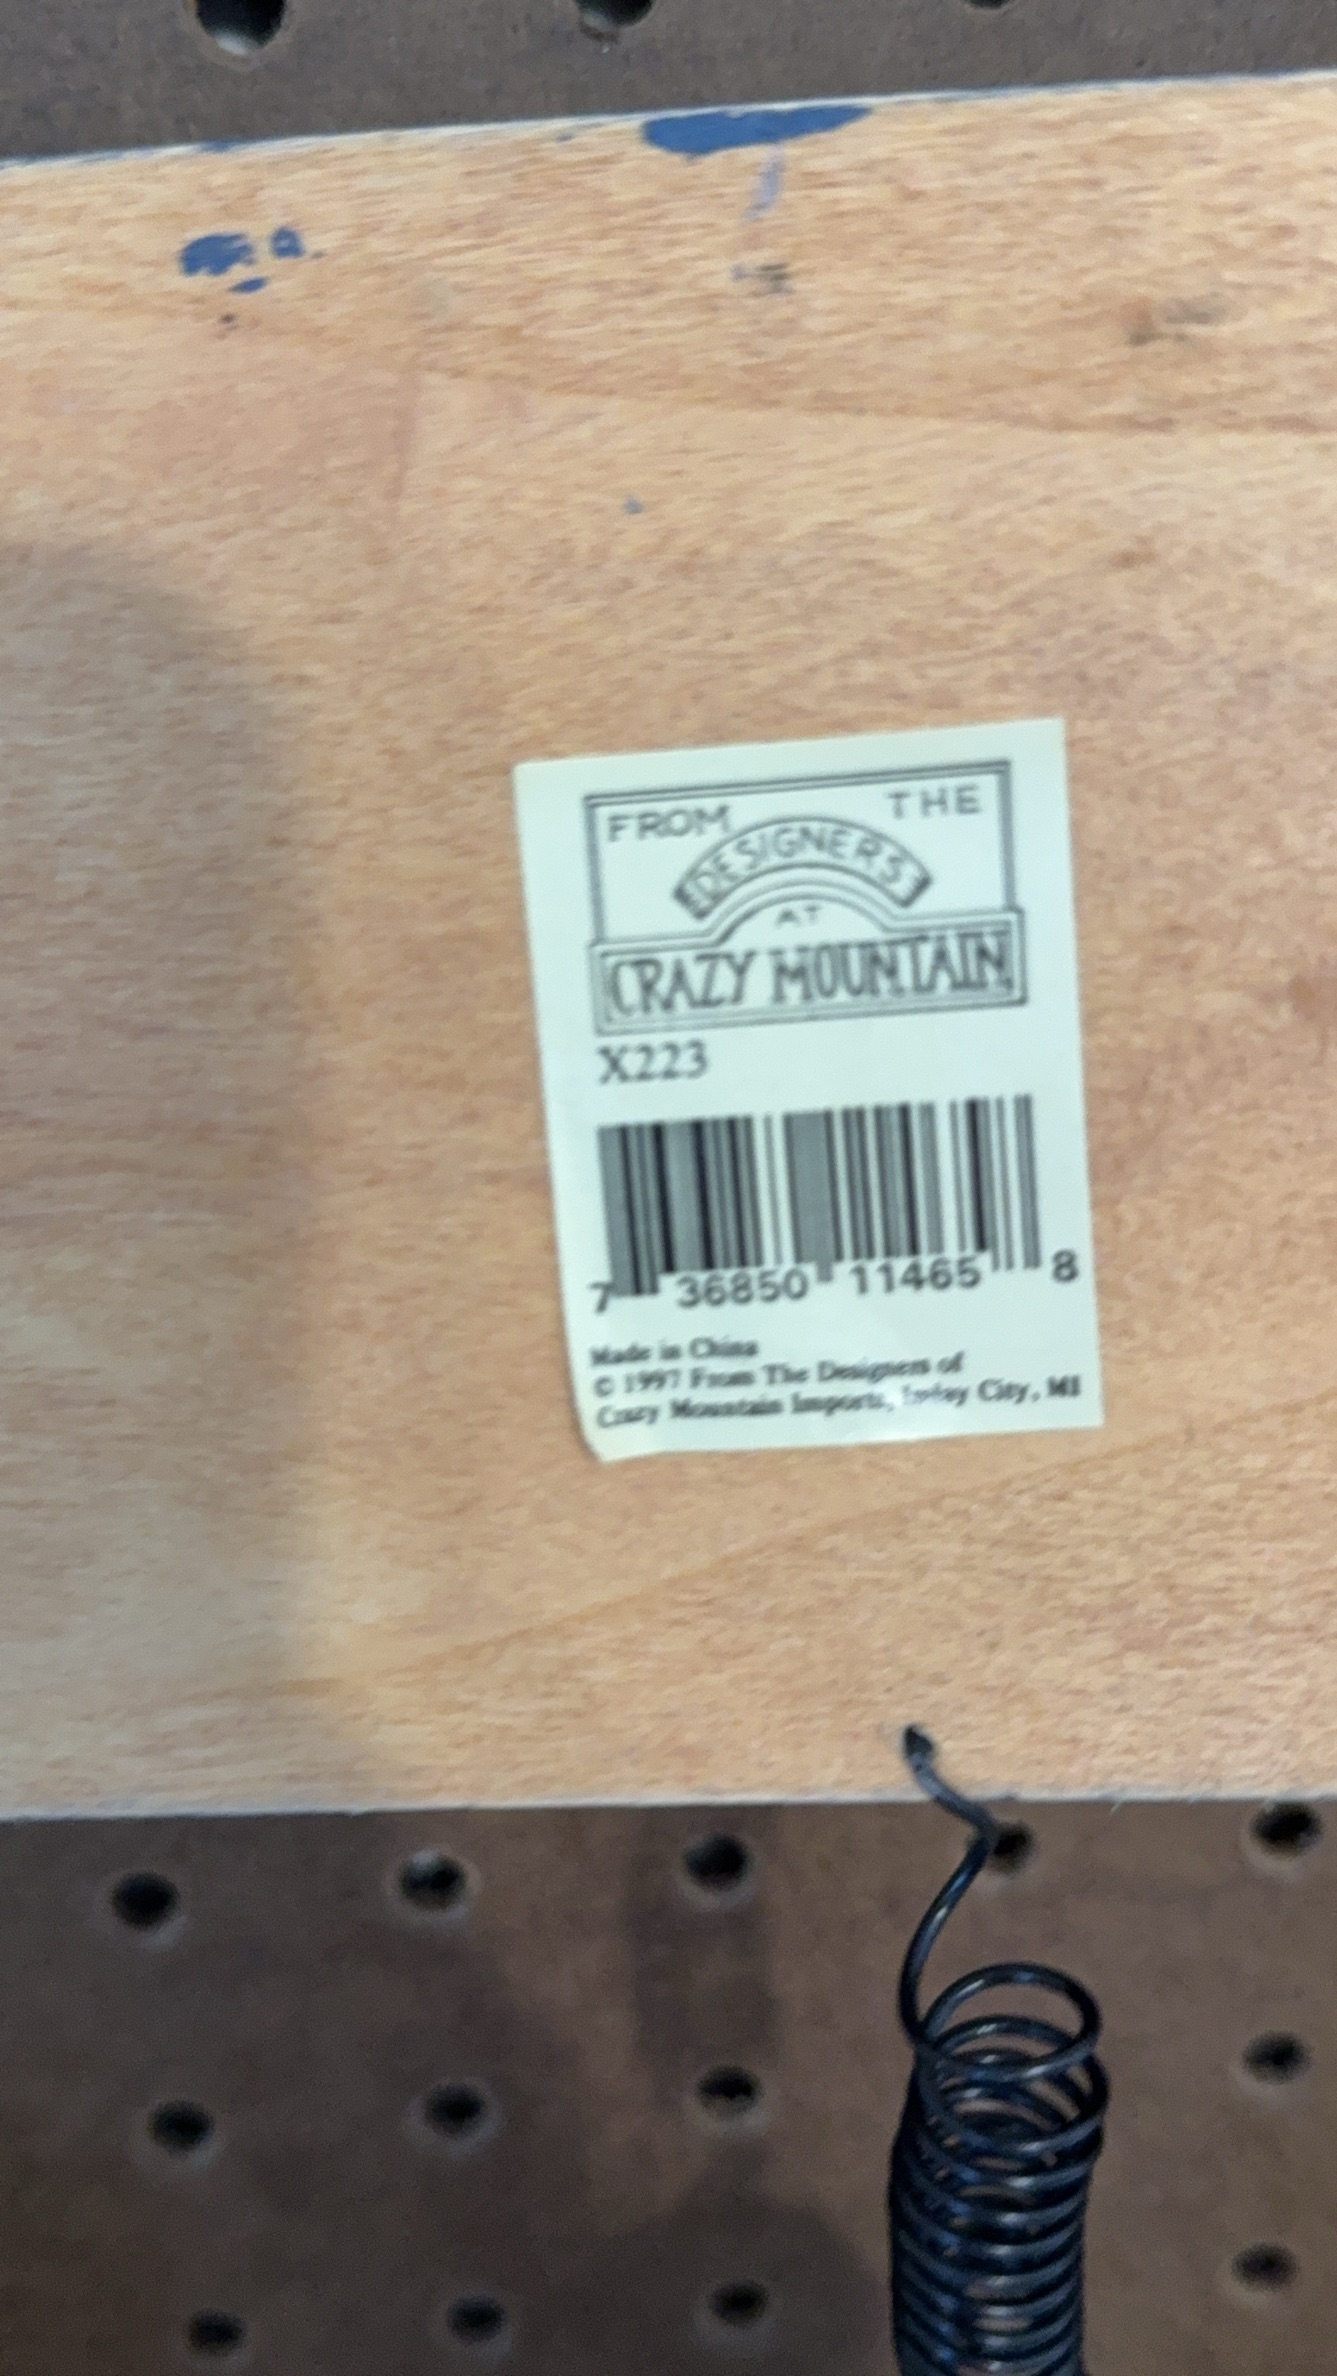 FROM THE
DESIGNERS
AT
CRAZY MOUNTAIN
X223
7 36850 11465 8
Made in China
© 1997 From The Designers of
Crazy Mountain Imports, Imlay City, MI